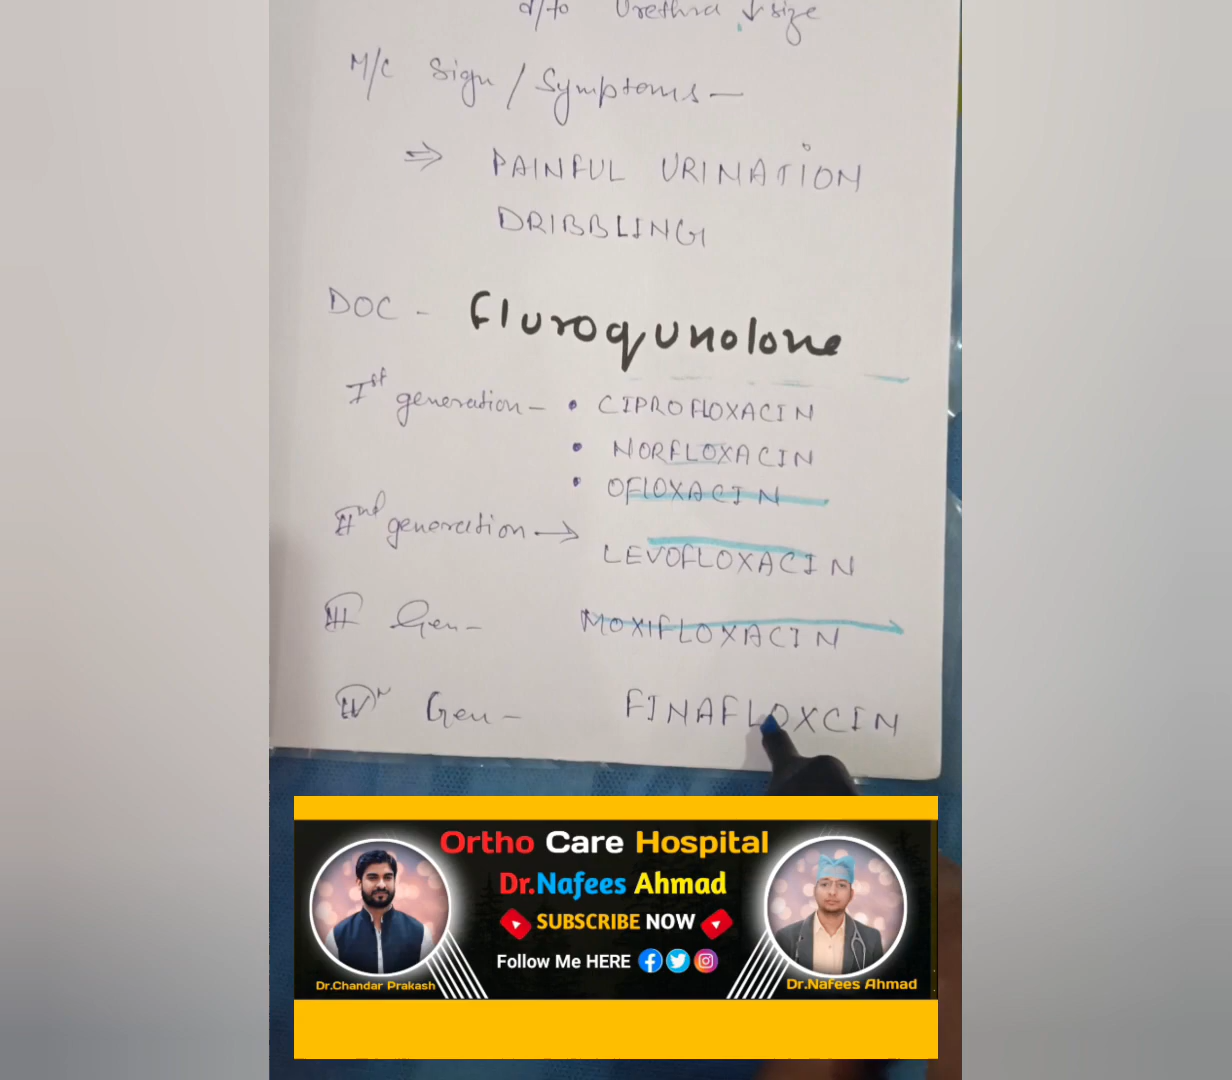 d/to Urethra ↓ size
M/C Sign / Symptoms —
⇒ PAINFUL URINATION
DRIBBLING
DOC - Fluroqunolone
Ist generation – • CIPROFLOXACIN
• NORFLOXACIN
• OFLOXACIN
IInd generation →
LEVOFLOXACIN
III Gen – MOXIFLOXACIN
IV Gen – FINAFLOXCIN
Ortho Care Hospital
Dr.Nafees Ahmad
SUBSCRIBE NOW
Follow Me HERE
Dr.Chandar Prakash
Dr.Nafees Ahmad